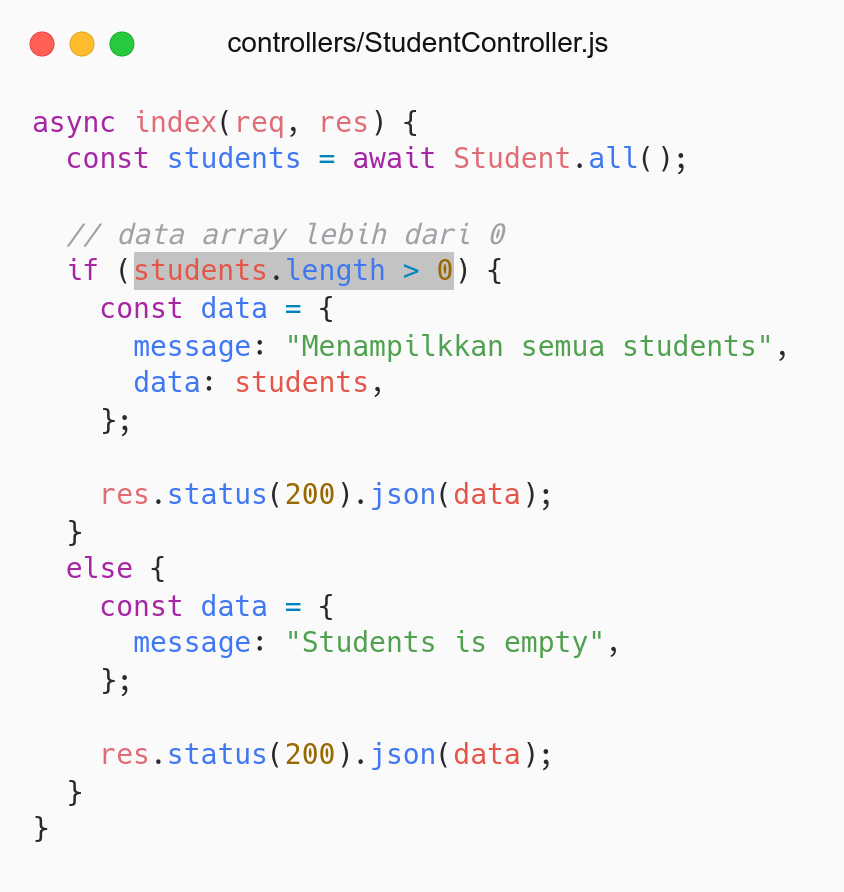 controllers/StudentController.js
async index(req, res) {
  const students = await Student.all();

  // data array lebih dari 0
  if (students.length > 0) {
    const data = {
      message: "Menampilkkan semua students",
      data: students,
    };

    res.status(200).json(data);
  }
  else {
    const data = {
      message: "Students is empty",
    };

    res.status(200).json(data);
  }
}